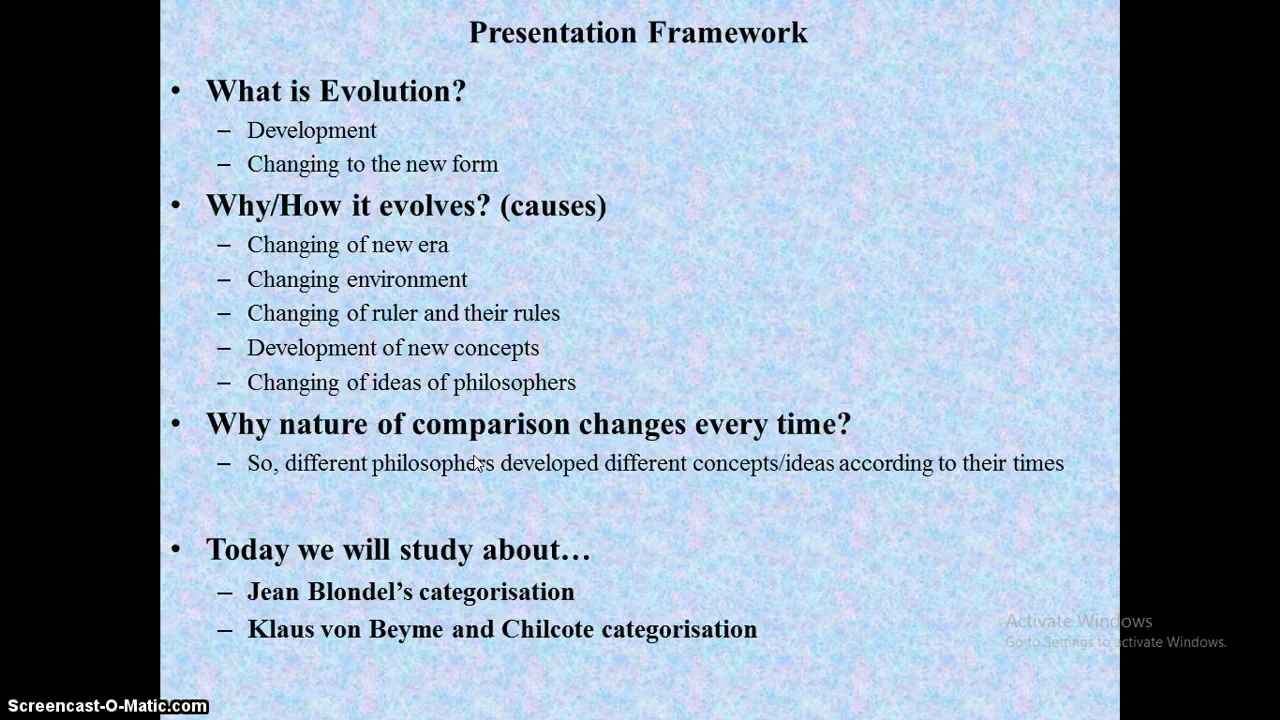 Presentation Framework
• What is Evolution?
– Development
– Changing to the new form
• Why/How it evolves? (causes)
– Changing of new era
– Changing environment
– Changing of ruler and their rules
– Development of new concepts
– Changing of ideas of philosophers
• Why nature of comparison changes every time?
– So, different philosophers developed different concepts/ideas according to their times
• Today we will study about…
– Jean Blondel’s categorisation
– Klaus von Beyme and Chilcote categorisation
Activate Windows
Go to Settings to activate Windows.
Screencast-O-Matic.com